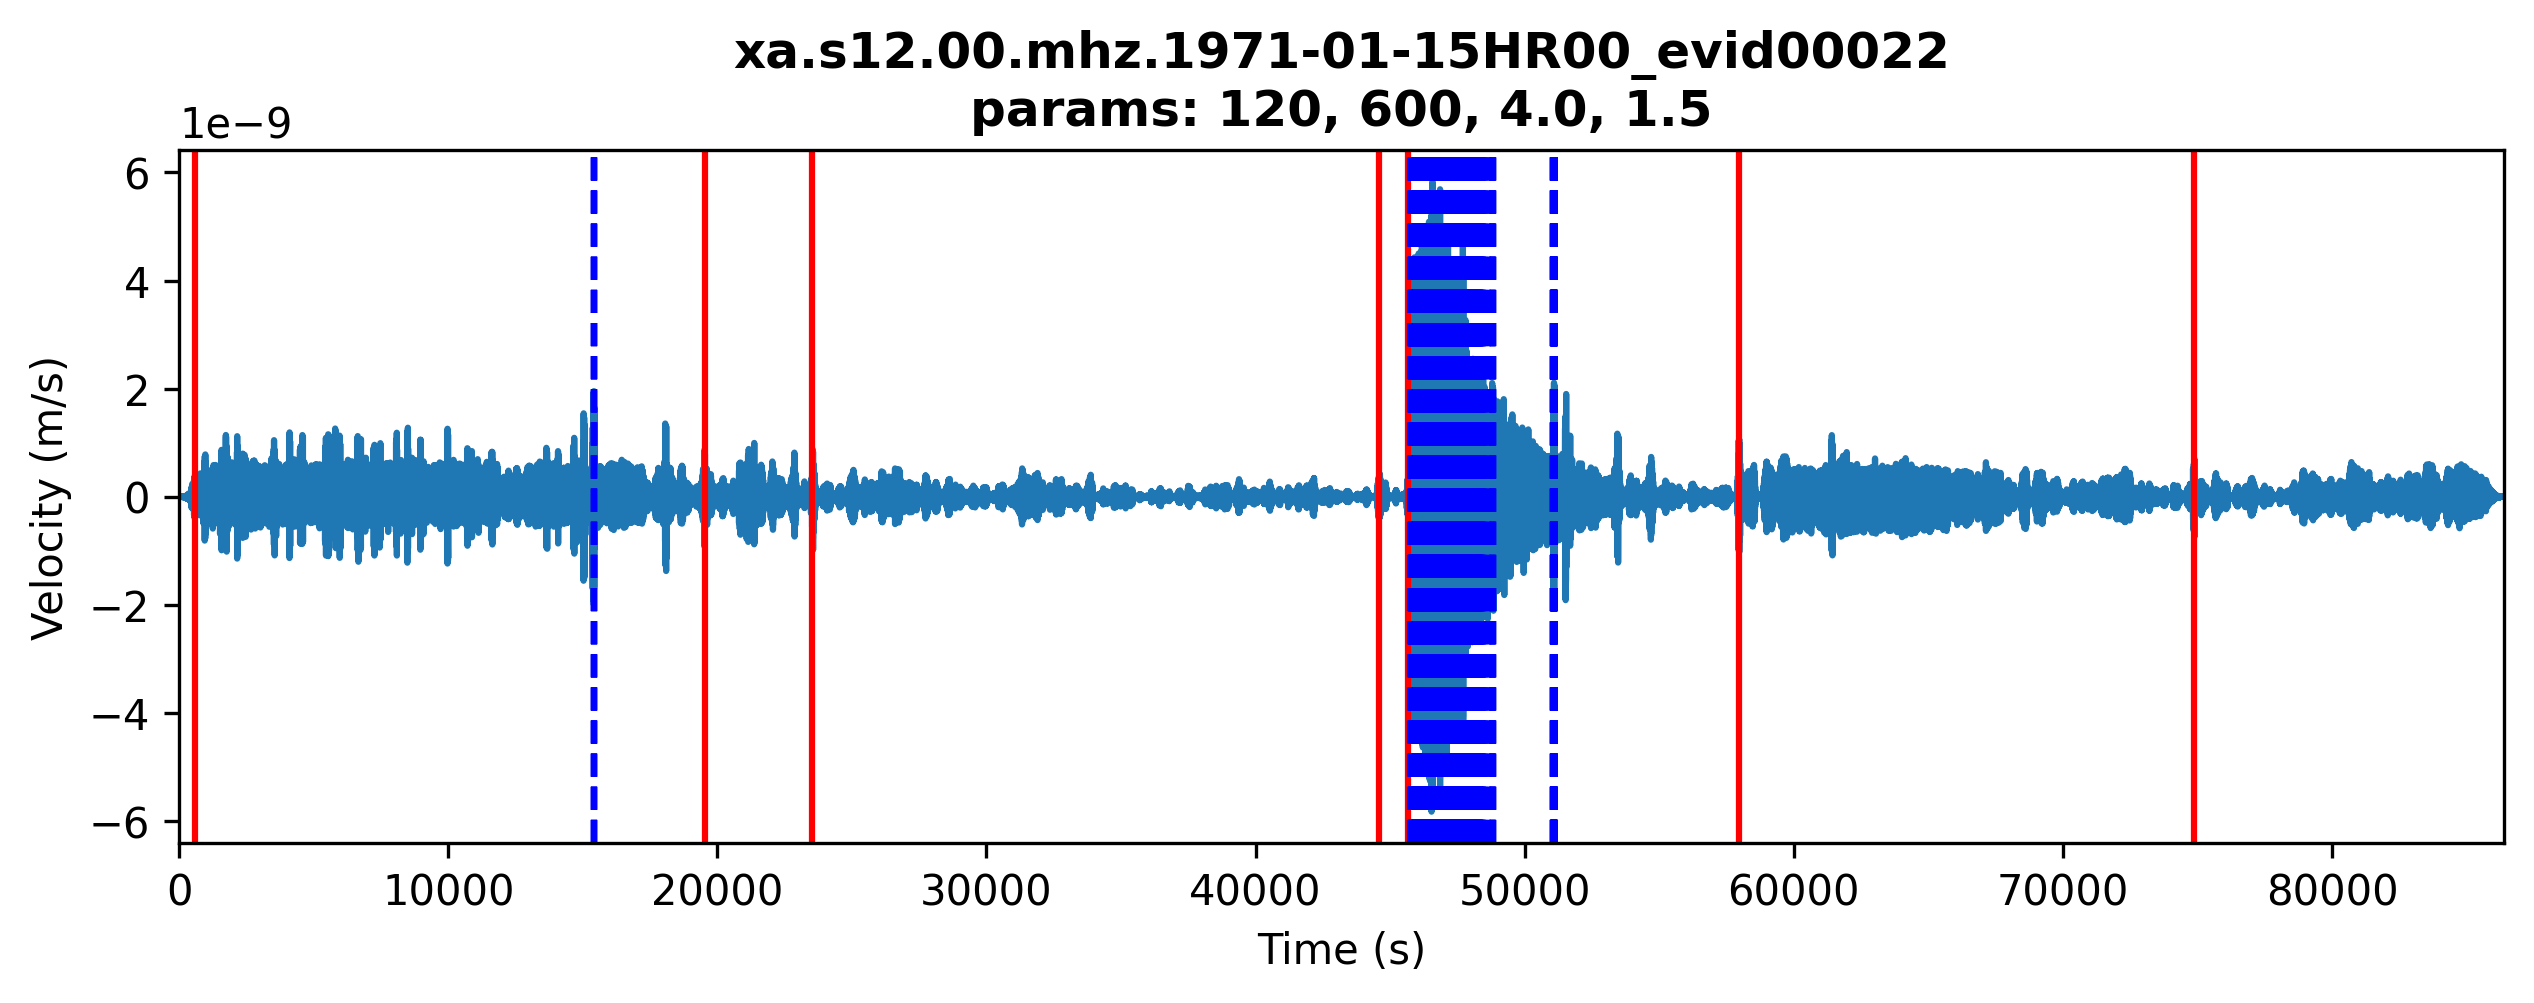 xa.s12.00.mhz.1971-01-15HR00_evid00022
params: 120, 600, 4.0, 1.5
1e−9
6
4
2
0
−2
−4
−6
Velocity (m/s)
0 10000 20000 30000 40000 50000 60000 70000 80000
Time (s)